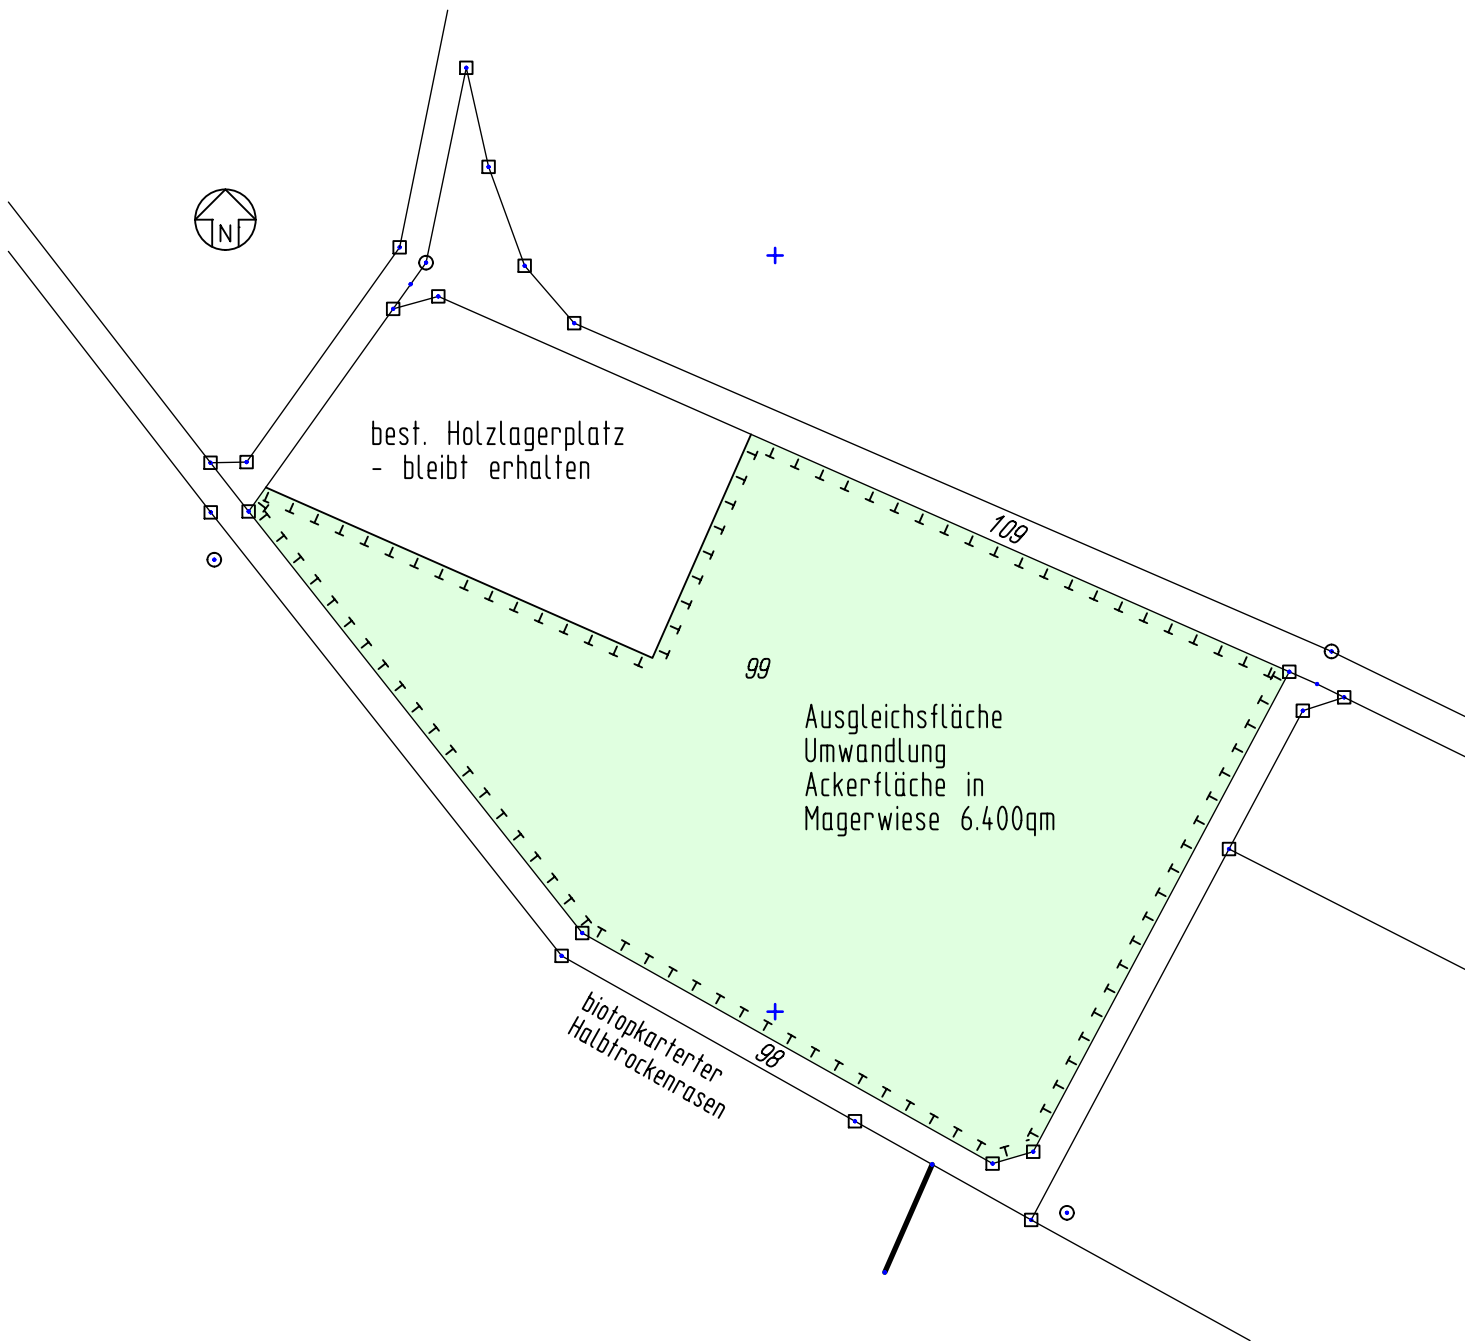 N
best. Holzlagerplatz
- bleibt erhalten
109
99
Ausgleichsfläche
Umwandlung
Ackerfläche in
Magerwiese 6.400qm
98
biotopkarterter
Halbtrockenrasen